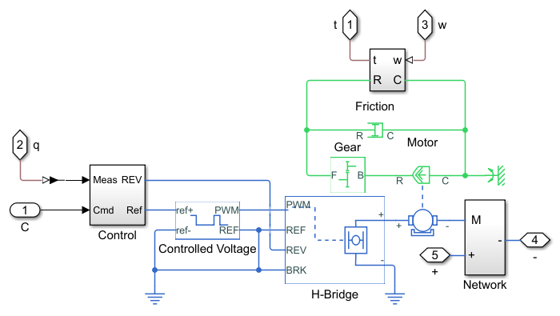 t 1 3 w
t w
R C
Friction
R C Motor
Gear
2 q
F B R C
Meas REV
Cmd Ref
1
C
Control
ref+ PWM
ref- REF
Controlled Voltage
PWM
REF
REV
BRK
+
-
H-Bridge
+ -
M
+
-
5
+
4
-
Network